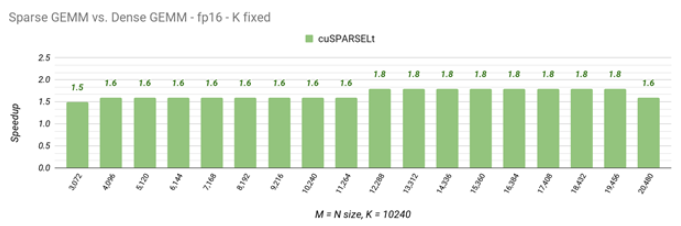 Sparse GEMM vs. Dense GEMM - fp16 - K fixed
cuSPARSELt
2.5
2.0
1.5
1.0
0.5
0.0
Speedup
1.5 1.6 1.6 1.6 1.6 1.6 1.6 1.6 1.6 1.8 1.8 1.8 1.8 1.8 1.8 1.8 1.8 1.6
3,072 4,096 5,120 6,144 7,168 8,192 9,216 10,240 11,264 12,288 13,312 14,336 15,360 16,384 17,408 18,432 19,456 20,480
M = N size, K = 10240